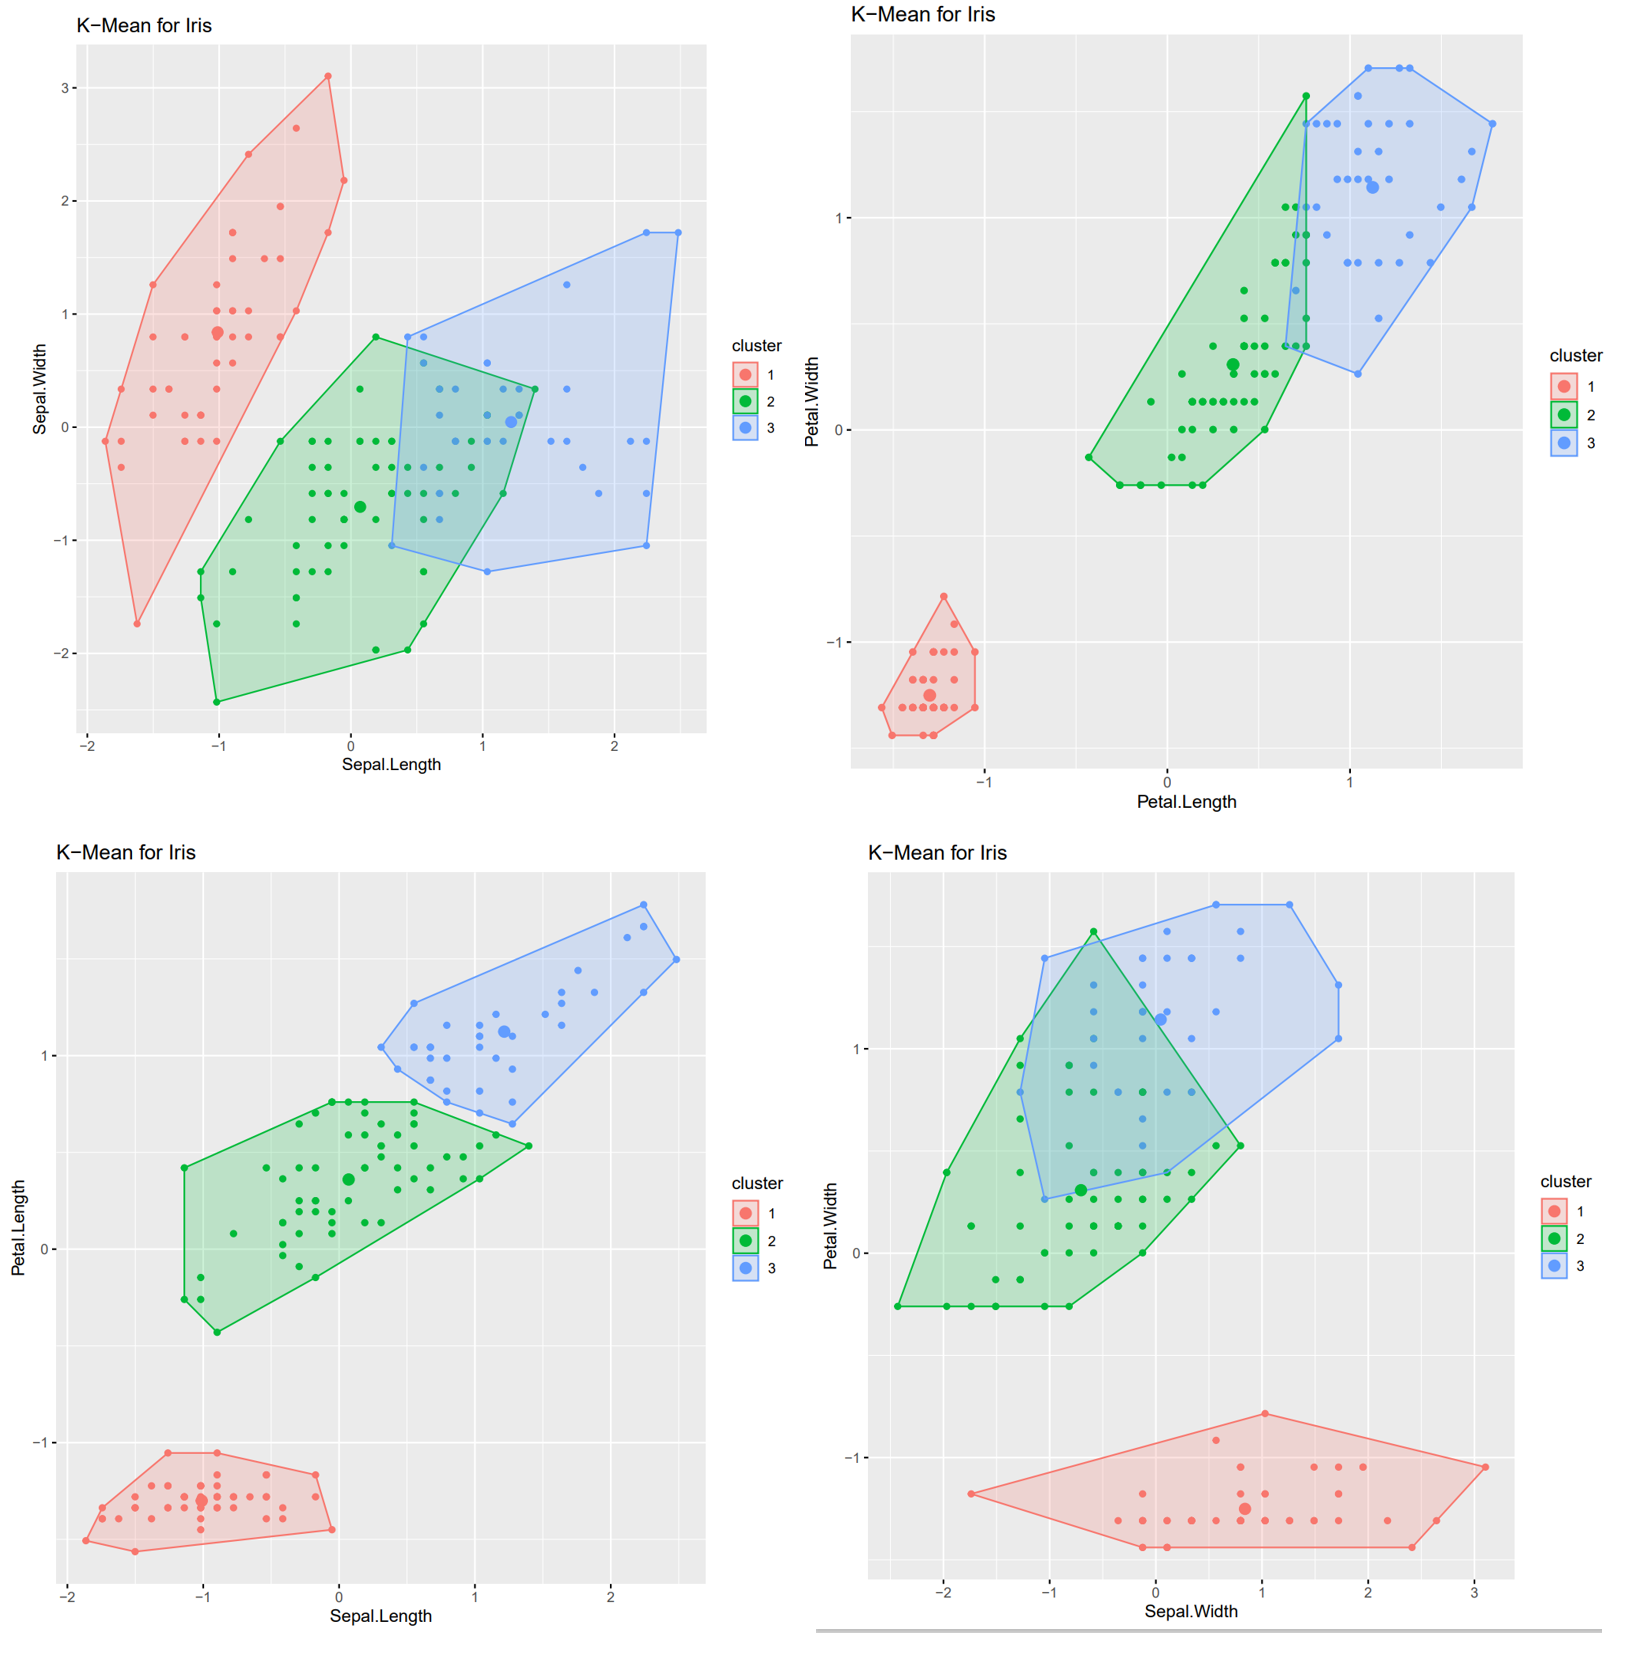 K−Mean for Iris
3
2
1
0
−1
−2
Sepal.Width
−2 −1 0 1 2
Sepal.Length
cluster
1
2
3
K−Mean for Iris
1
0
−1
Petal.Width
−1 0 1
Petal.Length
cluster
1
2
3
K−Mean for Iris
1
0
−1
Petal.Length
−2 −1 0 1 2
Sepal.Length
cluster
1
2
3
K−Mean for Iris
1
0
−1
Petal.Width
−2 −1 0 1 2 3
Sepal.Width
cluster
1
2
3